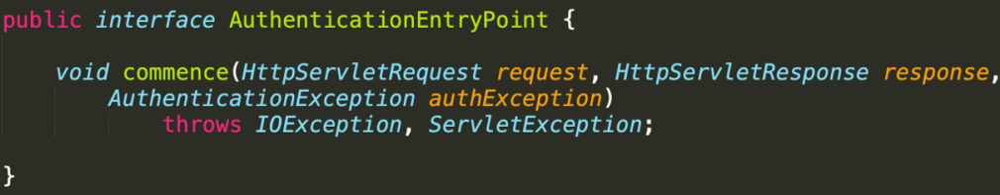 public interface AuthenticationEntryPoint {
void commence(HttpServletRequest request, HttpServletResponse response,
AuthenticationException authException)
throws IOException, ServletException;
}